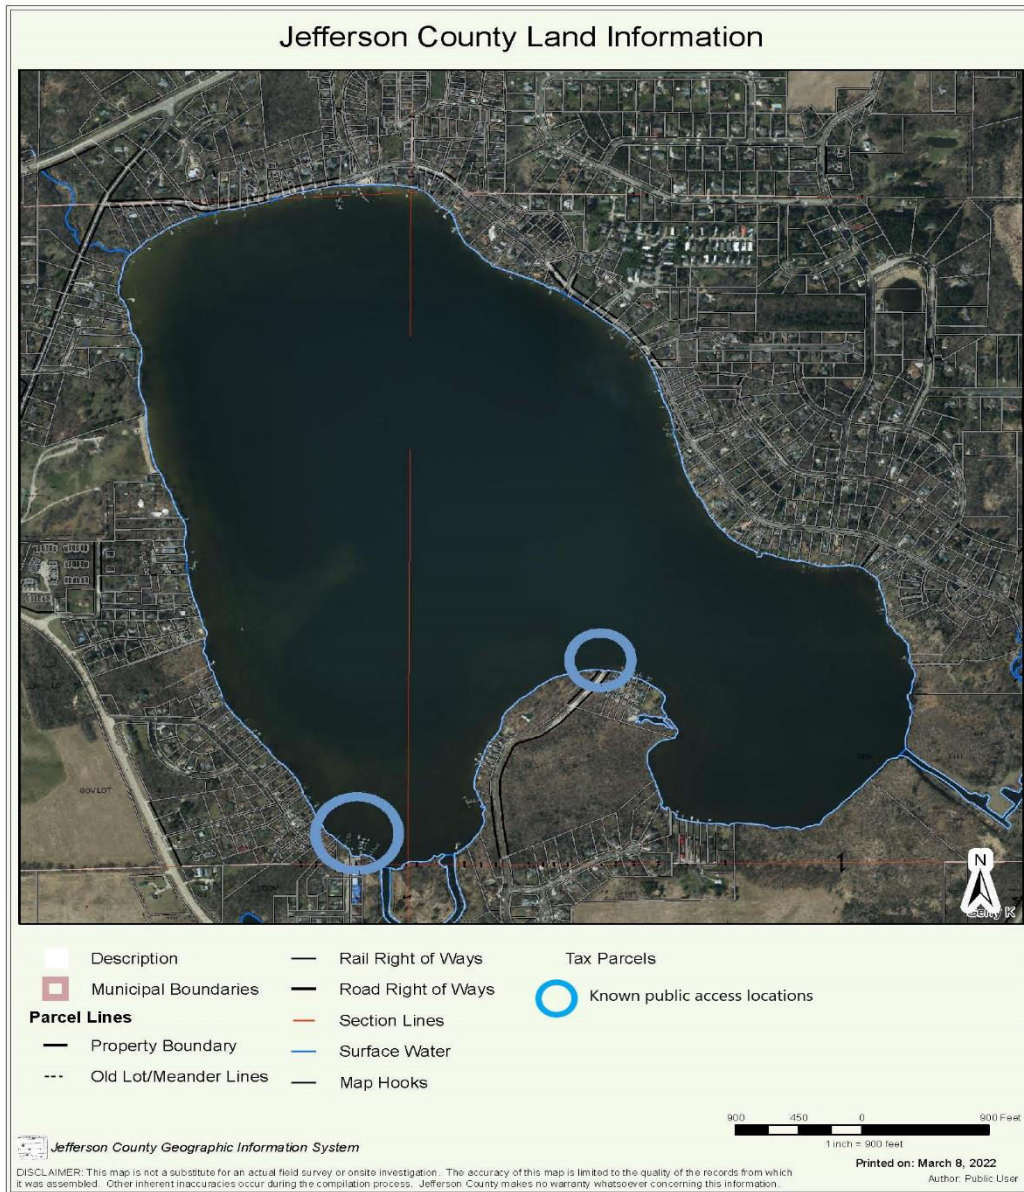 Jefferson County Land Information
GOV LOT
1
N
Description
Municipal Boundaries
Parcel Lines
Property Boundary
Old Lot/Meander Lines
Rail Right of Ways
Road Right of Ways
Section Lines
Surface Water
Map Hooks
Tax Parcels
Known public access locations
900 450 0 900 Feet
1 inch = 900 feet
Jefferson County Geographic Information System
DISCLAIMER: This map is not a substitute for an actual field survey or onsite investigation. The accuracy of this map is limited to the quality of the records from which
it was assembled. Other inherent inaccuracies occur during the compilation process. Jefferson County makes no warranty whatsoever concerning this information.
Printed on: March 8, 2022
Author: Public User